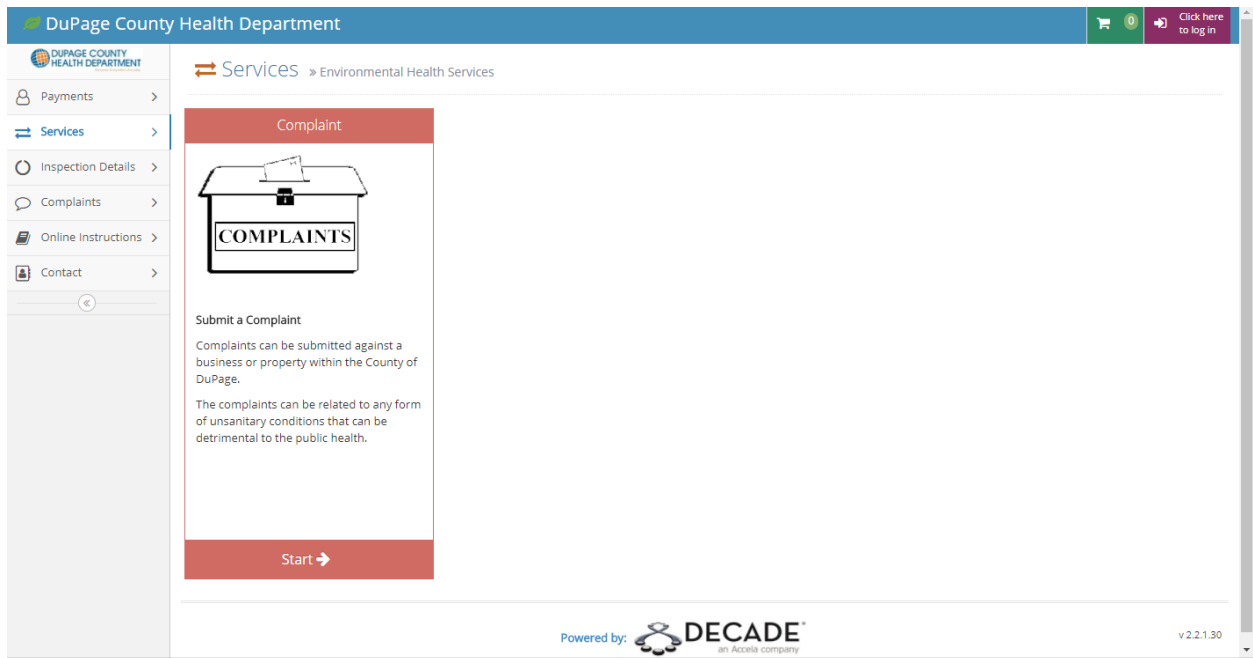 DuPage County Health Department
0
Click here
to log in
DUPAGE COUNTY
HEALTH DEPARTMENT
Services » Environmental Health Services
Payments
Services
Inspection Details
Complaints
Online Instructions
Contact
Complaint
COMPLAINTS
Submit a Complaint
Complaints can be submitted against a
business or property within the County of
DuPage.
The complaints can be related to any form
of unsanitary conditions that can be
detrimental to the public health.
Start
Powered by: DECADE
an Accela company
v 2.2.1.30